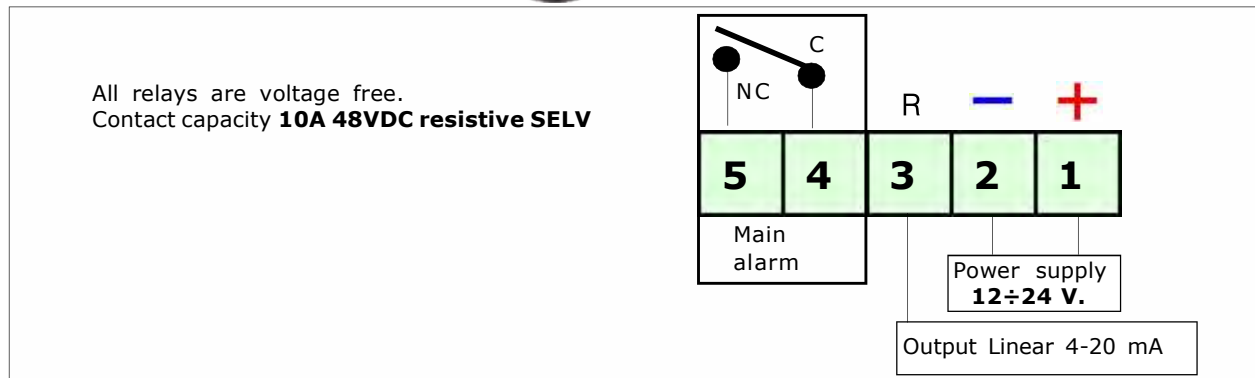 All relays are voltage free.
Contact capacity 10A 48VDC resistive SELV
C
NC
R
− +
5 4 3 2 1
Main
alarm
Power supply
12÷24 V.
Output Linear 4-20 mA